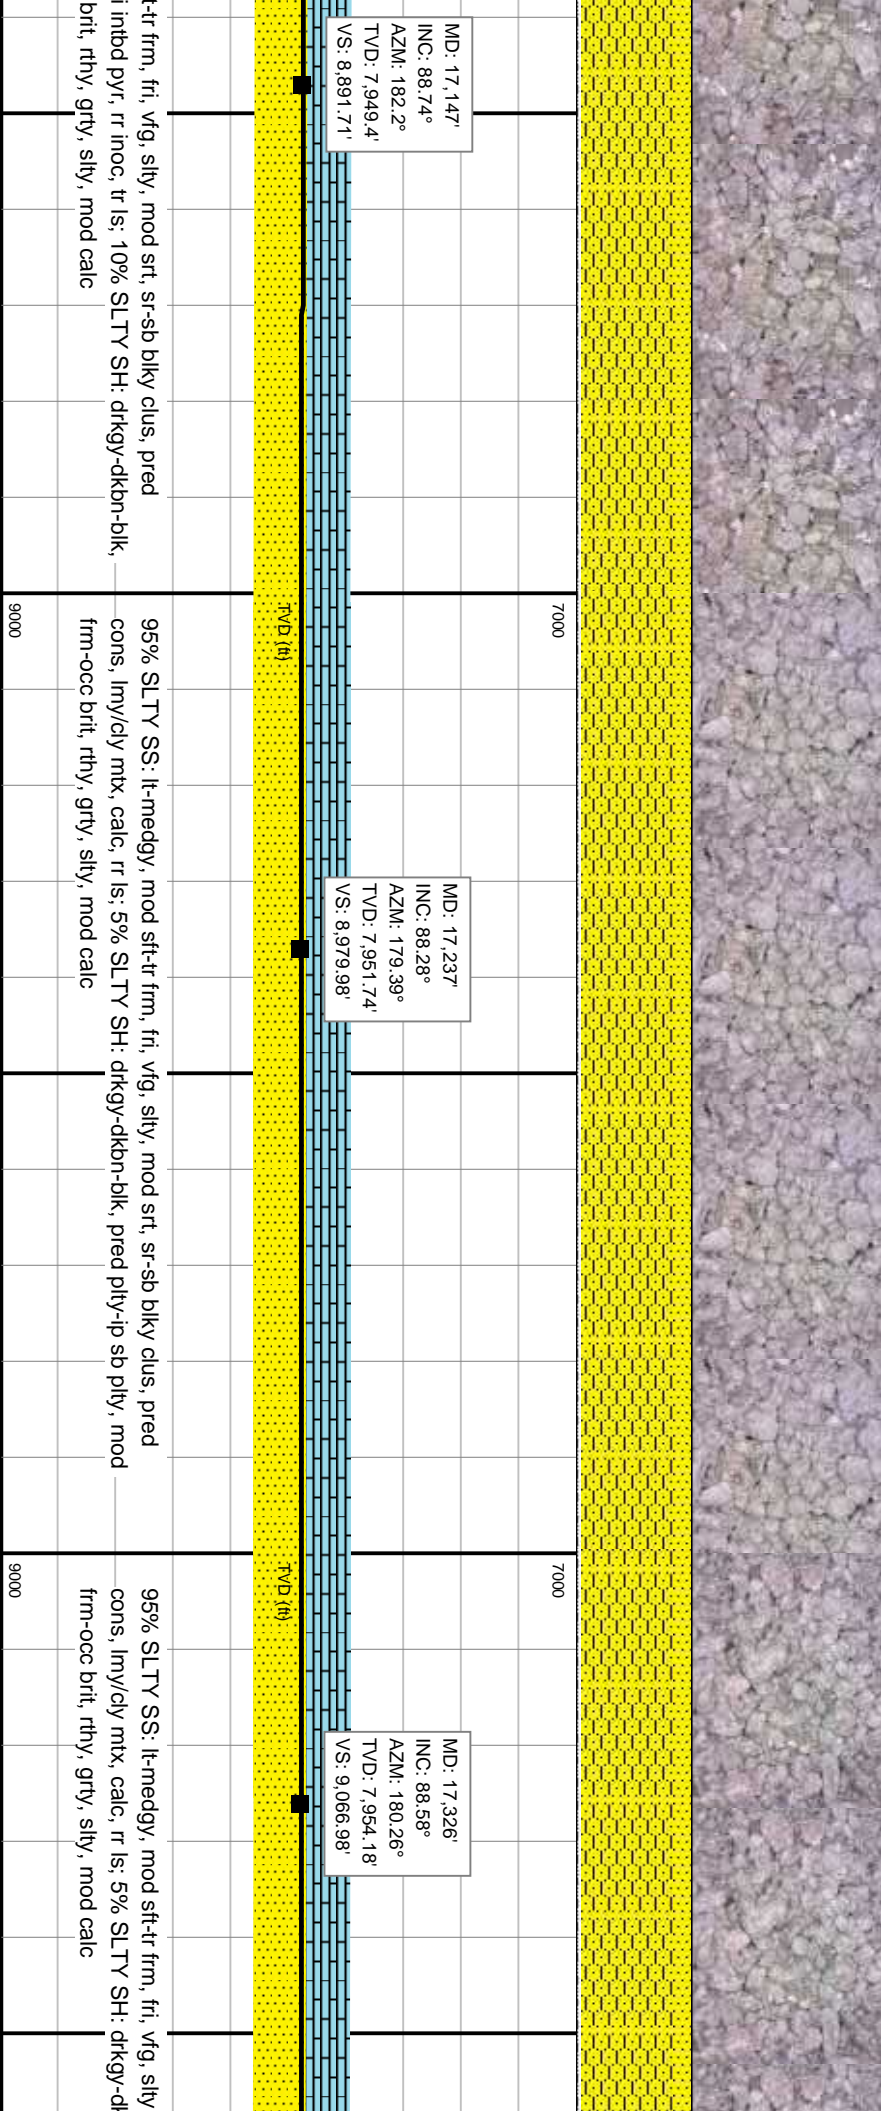 MD: 17,147'
INC: 88.74°
AZM: 182.2°
TVD: 7,949.4'
VS: 8,891.71'
t-tr frm, fri, vfg, slty, mod srt, sr-sb blky clus, pred
i intbd pyr, rr inoc, tr ls; 10% SLTY SH: drkgy-dkbn-blk,
brit, rthy, grty, slty, mod calc
7000
TVD (ft)
9000
MD: 17,237'
INC: 88.28°
AZM: 179.39°
TVD: 7,951.74'
VS: 8,979.98'
95% SLTY SS: lt-medgy, mod sft-tr frm, fri, vfg, slty, mod srt, sr-sb blky clus, pred
cons, lmy/cly mtx, calc, rr ls; 5% SLTY SH: drkgy-dkbn-blk, pred plty-ip sb plty, mod
frm-occ brit, rthy, grty, slty, mod calc
7000
TVD (ft)
9000
MD: 17,326'
INC: 88.58°
AZM: 180.26°
TVD: 7,954.18'
VS: 9,066.98'
95% SLTY SS: lt-medgy, mod sft-tr frm, fri, vfg, slty
cons, lmy/cly mtx, calc, rr ls; 5% SLTY SH: drkgy-dk
frm-occ brit, rthy, grty, slty, mod calc